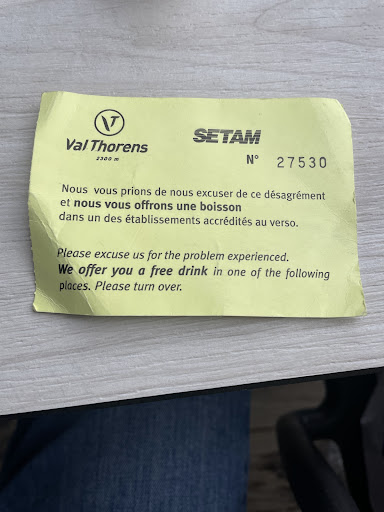 VT
Val Thorens
2300 m
SETAM
N° 27530
Nous vous prions de nous excuser de ce désagrément
et nous vous offrons une boisson
dans un des établissements accrédités au verso.
Please excuse us for the problem experienced.
We offer you a free drink in one of the following
places. Please turn over.